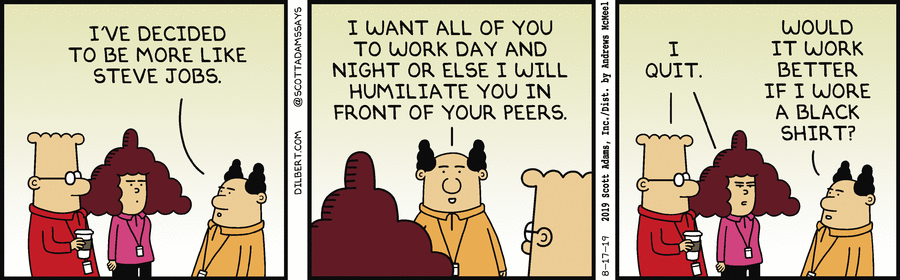 I'VE DECIDED
TO BE MORE LIKE
STEVE JOBS.
DILBERT.COM @SCOTTADAMSSAYS
I WANT ALL OF YOU
TO WORK DAY AND
NIGHT OR ELSE I WILL
HUMILIATE YOU IN
FRONT OF YOUR PEERS.
8-17-19 2019 Scott Adams, Inc./Dist. by Andrews McMeel
I
QUIT.
WOULD
IT WORK
BETTER
IF I WORE
A BLACK
SHIRT?